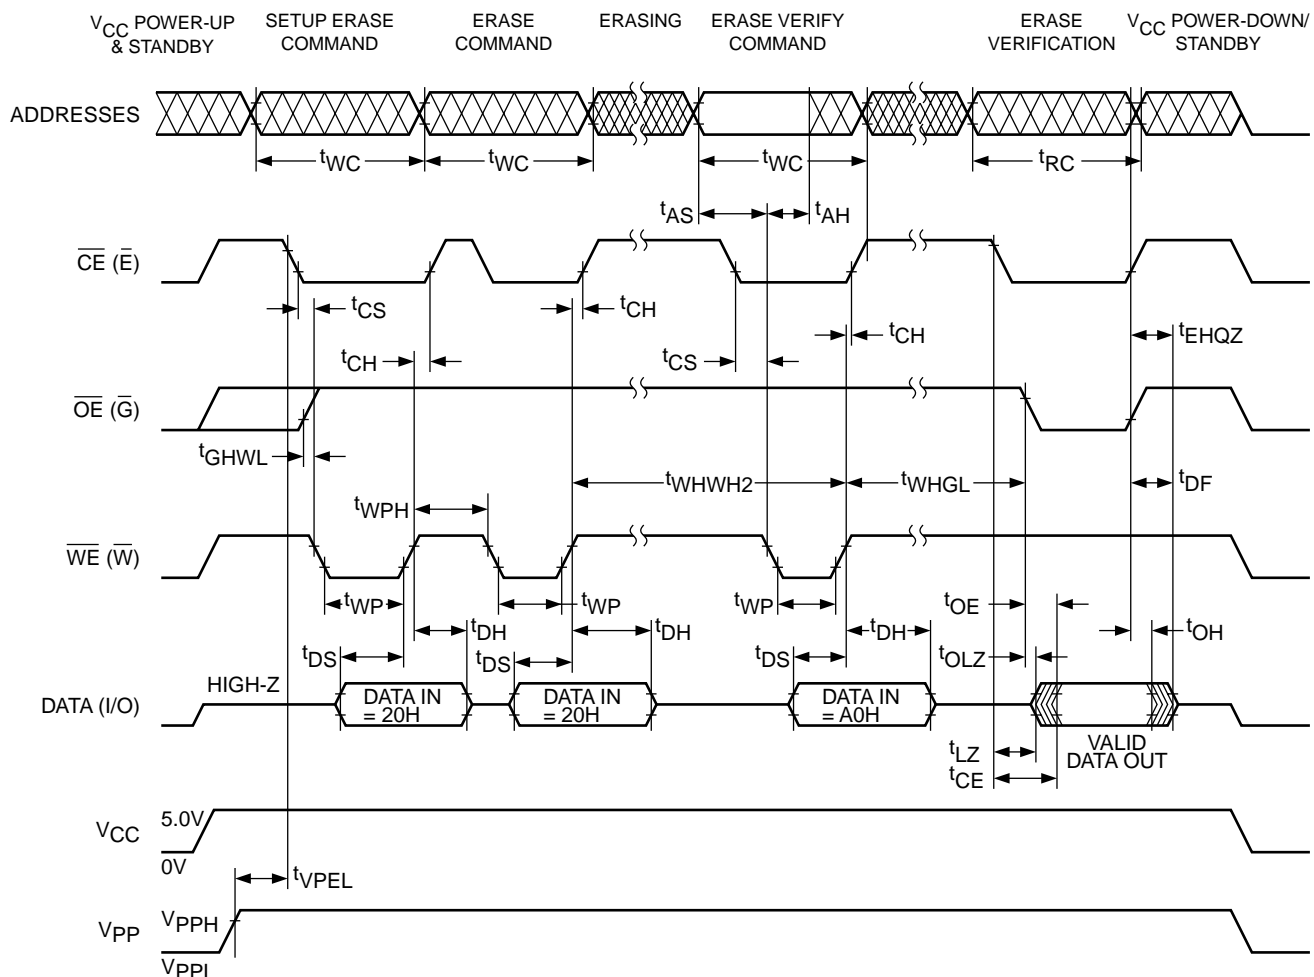 VCC POWER-UP
& STANDBY
SETUP ERASE
COMMAND
ERASE
COMMAND
ERASING
ERASE VERIFY
COMMAND
ERASE
VERIFICATION
VCC POWER-DOWN/
STANDBY
ADDRESSES
tWC
tWC
tWC
tRC
tAS
tAH
CE (E)
tCS
tCH
tCH
tEHQZ
tCH
tCS
OE (G)
tGHWL
tWHWH2
tWHGL
tDF
tWPH
WE (W)
tWP
tWP
tWP
tOE
tDH
tDH
tDH
tOH
tDS
tDS
tDS
tOLZ
HIGH-Z
DATA (I/O)
DATA IN
= 20H
DATA IN
= 20H
DATA IN
= A0H
VALID
DATA OUT
tLZ
tCE
VCC
5.0V
0V
tVPEL
VPP
VPPH
VPPL